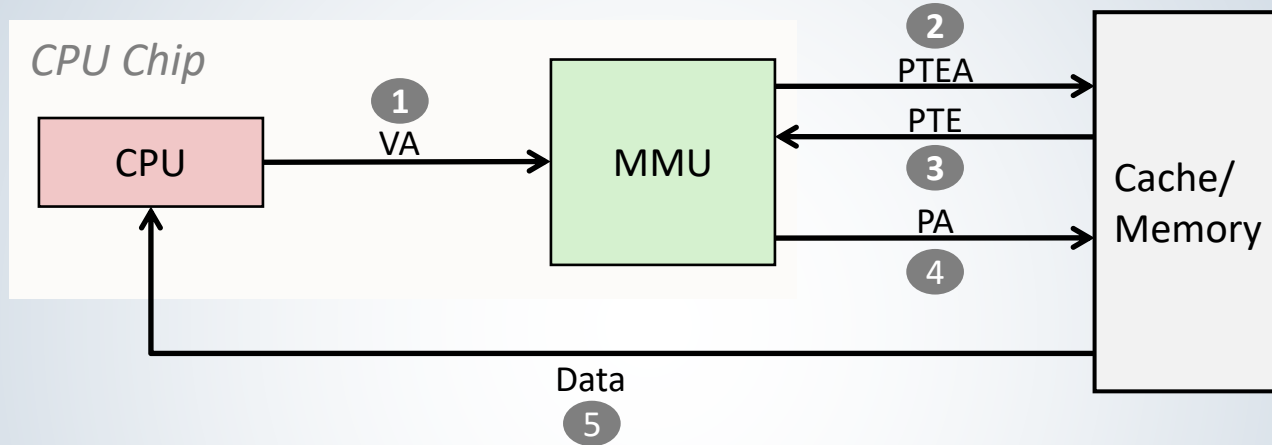 CPU Chip
CPU
1
VA
MMU
2
PTEA
PTE
3
PA
4
Cache/
Memory
Data
5